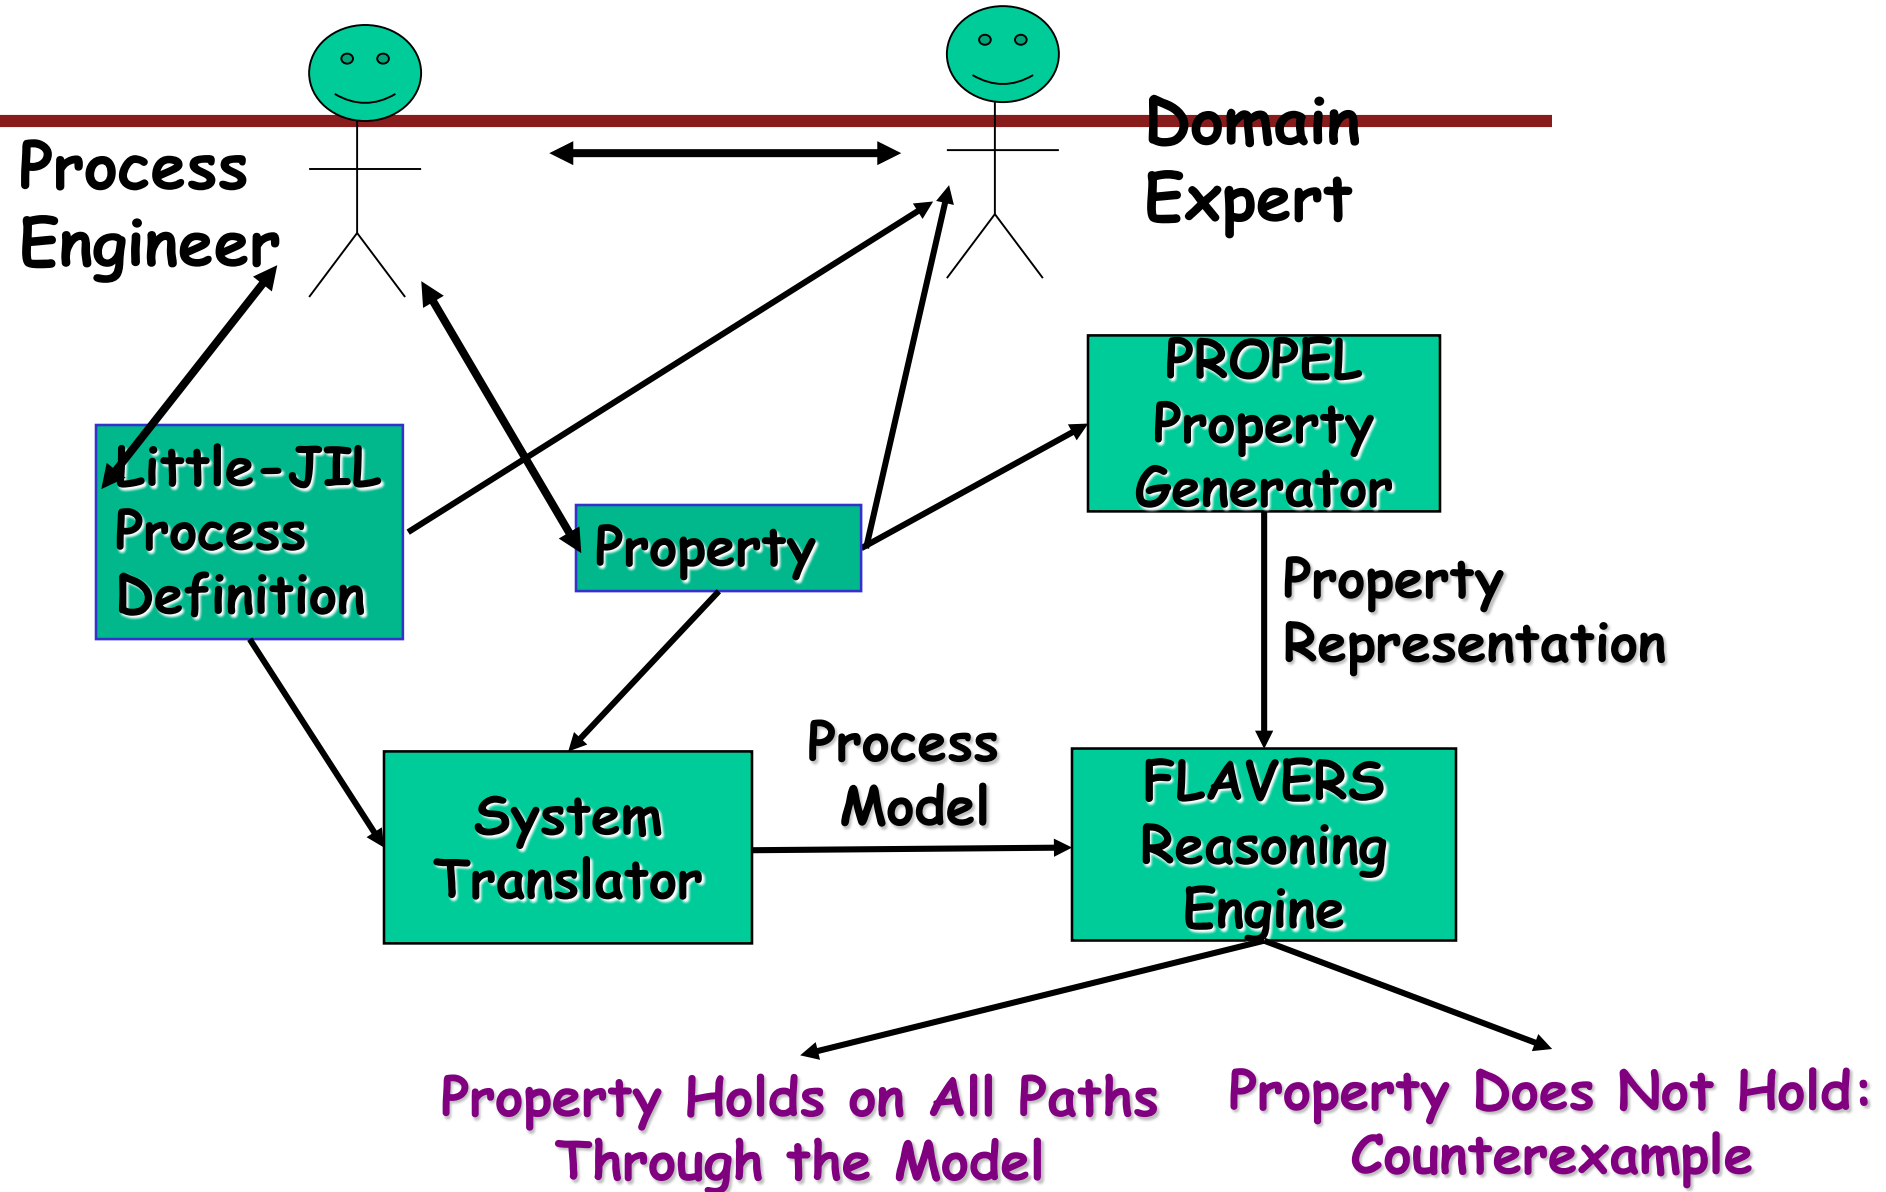 Process
Engineer
Domain
Expert
PROPEL
Property
Generator
Little-JIL
Process
Definition
Property
Property
Representation
Process
Model
System
Translator
FLAVERS
Reasoning
Engine
Property Holds on All Paths
Through the Model
Property Does Not Hold:
Counterexample